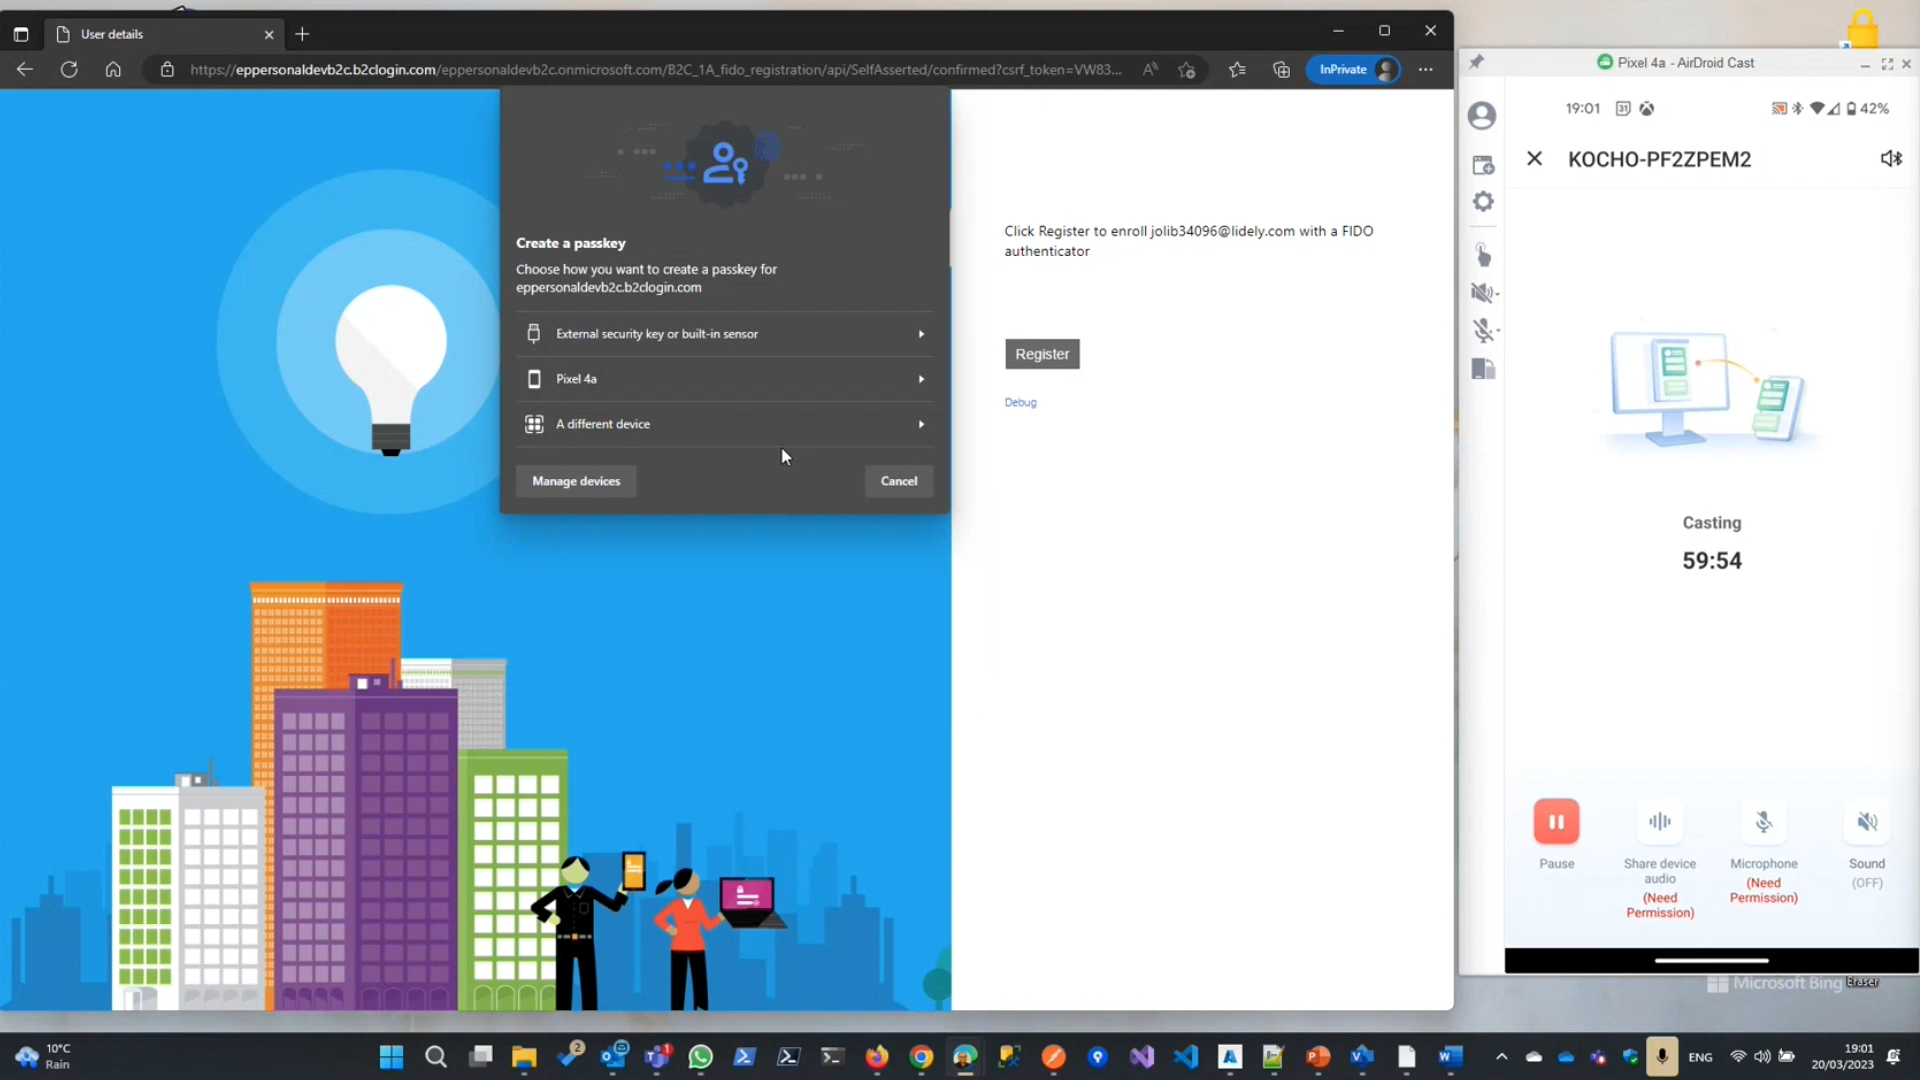 User details
https://eppersonaldevb2c.b2clogin.com/eppersonaldevb2c.onmicrosoft.com/B2C_1A_fido_registration/api/SelfAsserted/confirmed?csrf_token=VW83...
InPrivate
Create a passkey
Choose how you want to create a passkey for
eppersonaldevb2c.b2clogin.com
External security key or built-in sensor
Pixel 4a
A different device
Manage devices
Cancel
Click Register to enroll jolib34096@lidely.com with a FIDO
authenticator
Register
Debug
Pixel 4a - AirDroid Cast
19:01
31
42%
KOCHO-PF2ZPEM2
Casting
59:54
Pause
Share device
audio
(Need
Permission)
Microphone
(Need
Permission)
Sound
(OFF)
Microsoft Bing
Eraser
10°C
Rain
2
1
ENG
19:01
20/03/2023